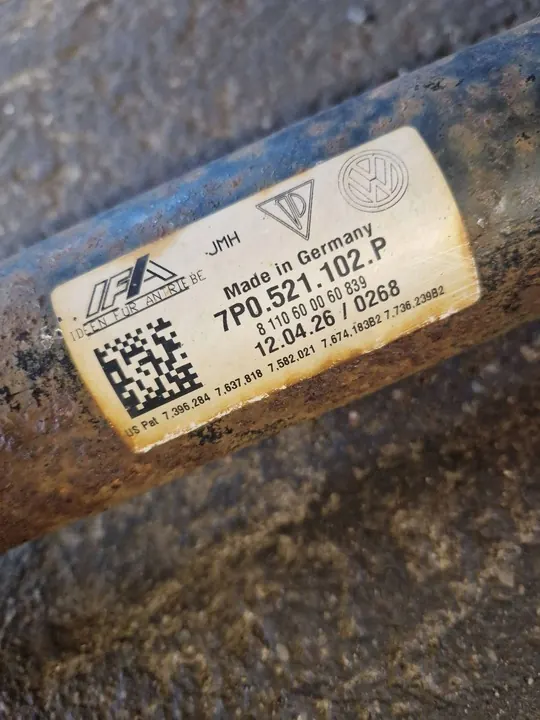 IFA
IDEEN FÜR ANTRIEBE
JMH
VW
Made in Germany
7P0.521.102.P
8 110 60 00 60 839
12.04.26 / 0268
US Pat 7.396.284 7.637.818 7.582.021 7.674.183B2 7.736.239B2